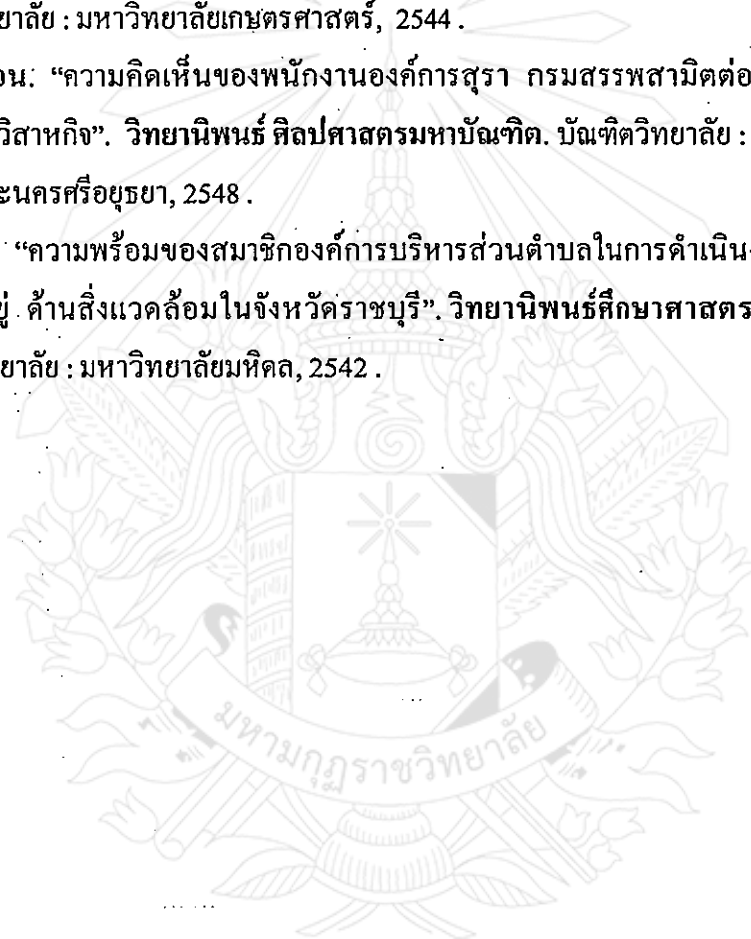 ยาลัย : มหาวิทยาลัยเกษตรศาสตร์, 2544 .
อน. “ความคิดเห็นของพนักงานองค์การสุรา กรมสรรพสามิตต่อ
วิสาหกิจ”. วิทยานิพนธ์ ศิลปศาสตรมหาบัณฑิต. บัณฑิตวิทยาลัย :
ะนครศรีอยุธยา, 2548 .
“ความพร้อมของสมาชิกองค์การบริหารส่วนตำบลในการดำเนิน
ยู่ ด้านสิ่งแวดล้อมในจังหวัดราชบุรี”. วิทยานิพนธ์ศึกษาศาสตร
ยาลัย : มหาวิทยาลัยมหิดล, 2542 .
มหามกุฏราชวิทยาลัย